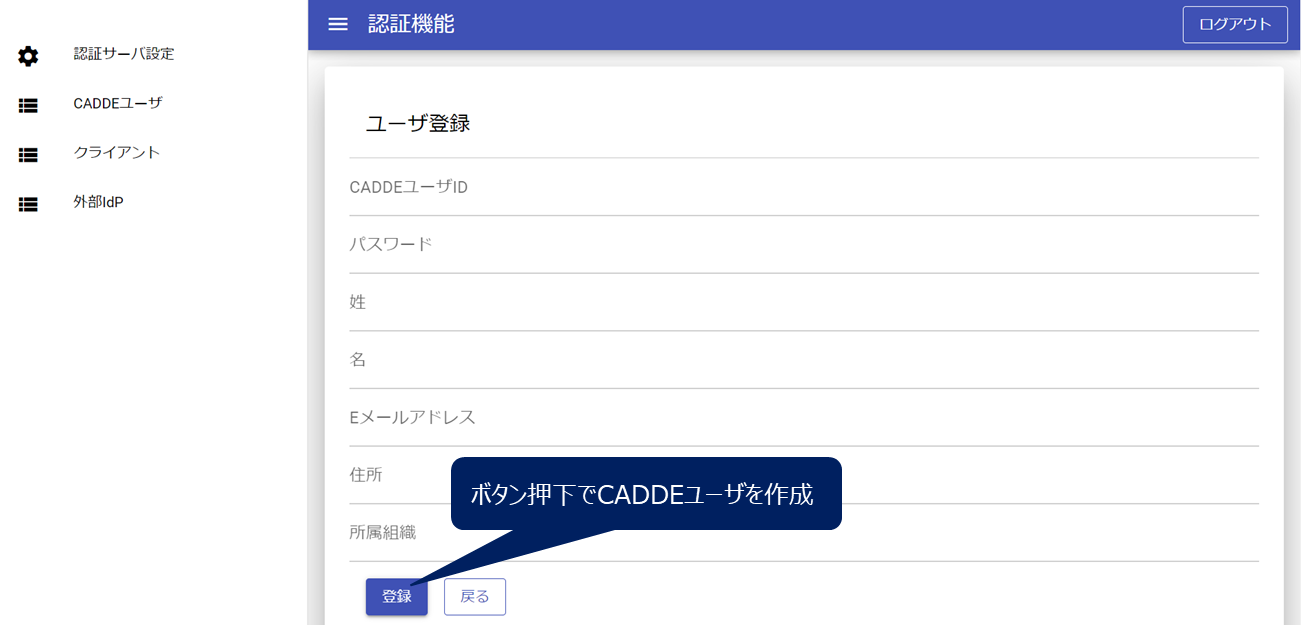 認証機能
ログアウト
認証サーバ設定
CADDEユーザ
クライアント
外部IdP
ユーザ登録
CADDEユーザID
パスワード
姓
名
Eメールアドレス
住所
ボタン押下でCADDEユーザを作成
所属組織
登録
戻る